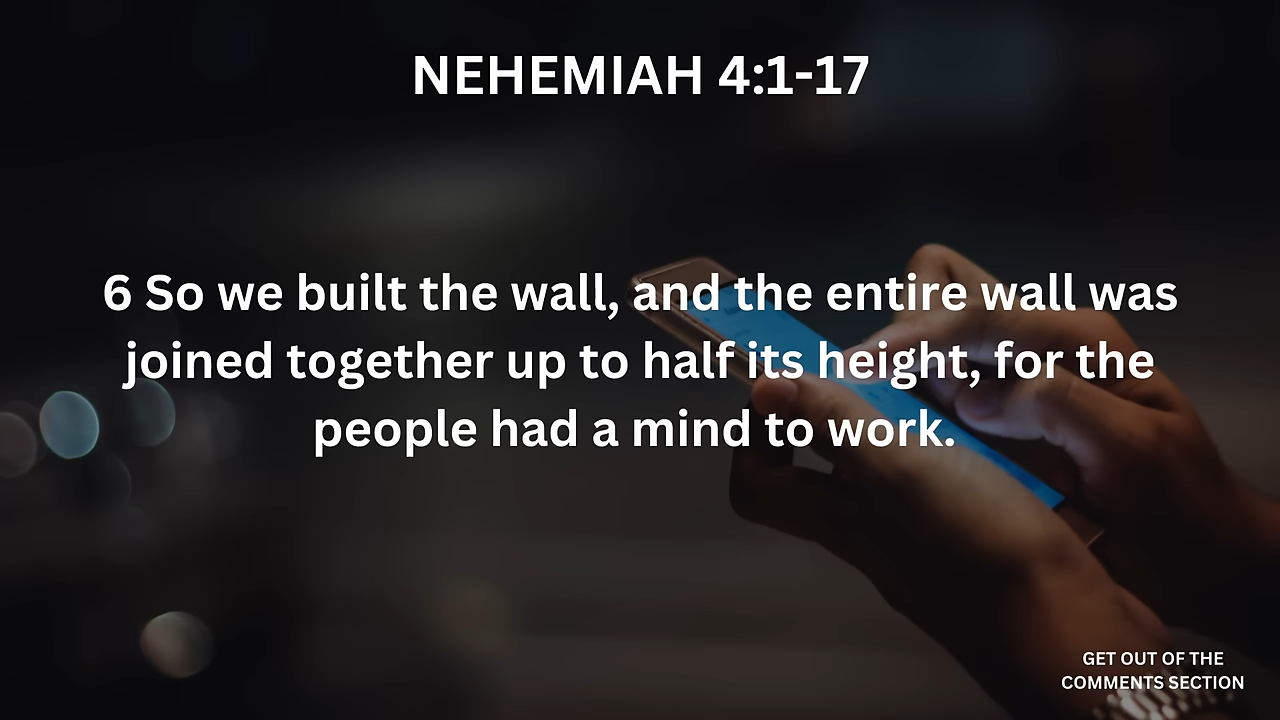 NEHEMIAH 4:1-17
6 So we built the wall, and the entire wall was
joined together up to half its height, for the
people had a mind to work.
GET OUT OF THE
COMMENTS SECTION